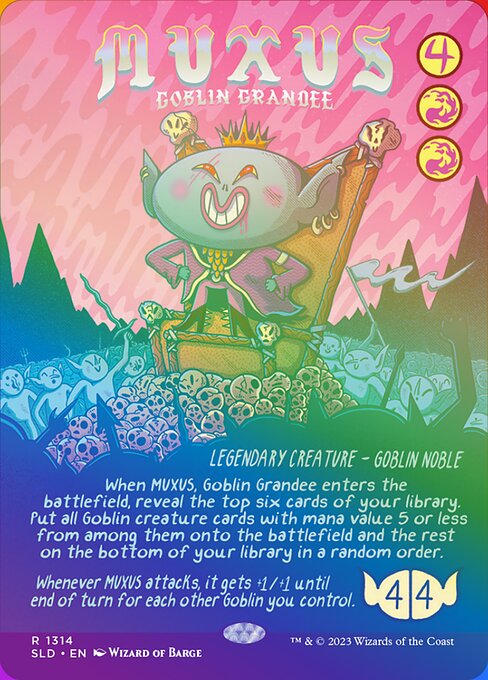 MUXUS
GOBLIN GRANDEE
4
LEGENDARY CREATURE – GOBLIN NOBLE
When MUXUS, Goblin Grandee enters the
battlefield, reveal the top six cards of your library.
Put all Goblin creature cards with mana value 5 or less
from among them onto the battlefield and the rest
on the bottom of your library in a random order.
Whenever MUXUS attacks, it gets +1/+1 until
end of turn for each other Goblin you control.
4|4
R 1314
SLD • EN Wizard of Barge
™ & © 2023 Wizards of the Coast